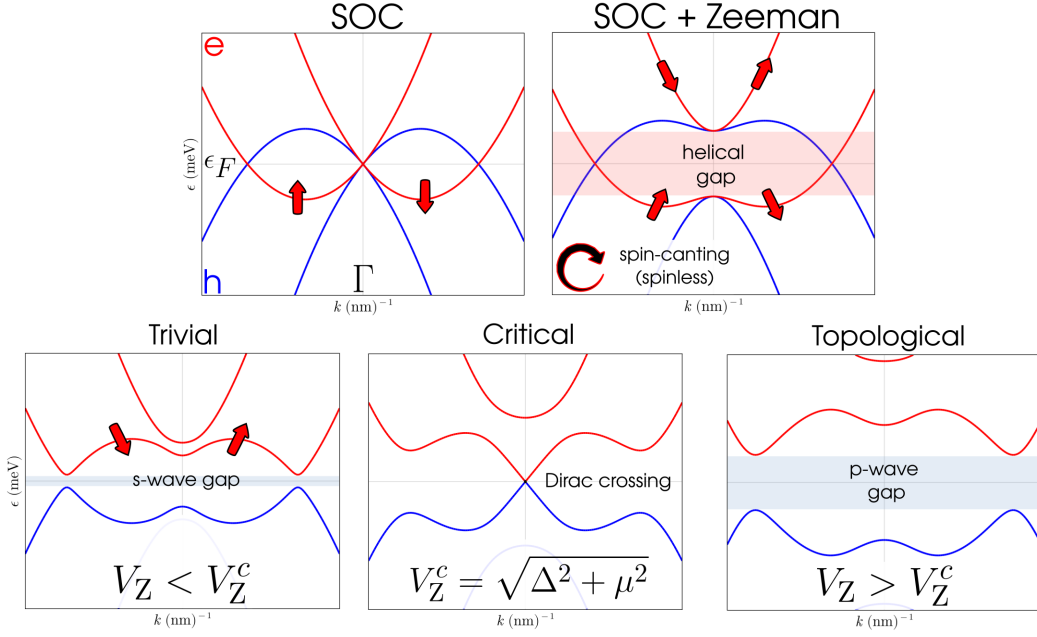 SOC
SOC + Zeeman
e
ϵ (meV)
ϵ_F
h
Γ
k (nm)⁻¹
helical
gap
spin-canting
(spinless)
k (nm)⁻¹
Trivial
Critical
Topological
ϵ (meV)
s-wave gap
V_Z < V_Z^c
k (nm)⁻¹
Dirac crossing
V_Z^c = √(Δ² + μ²)
k (nm)⁻¹
p-wave
gap
V_Z > V_Z^c
k (nm)⁻¹